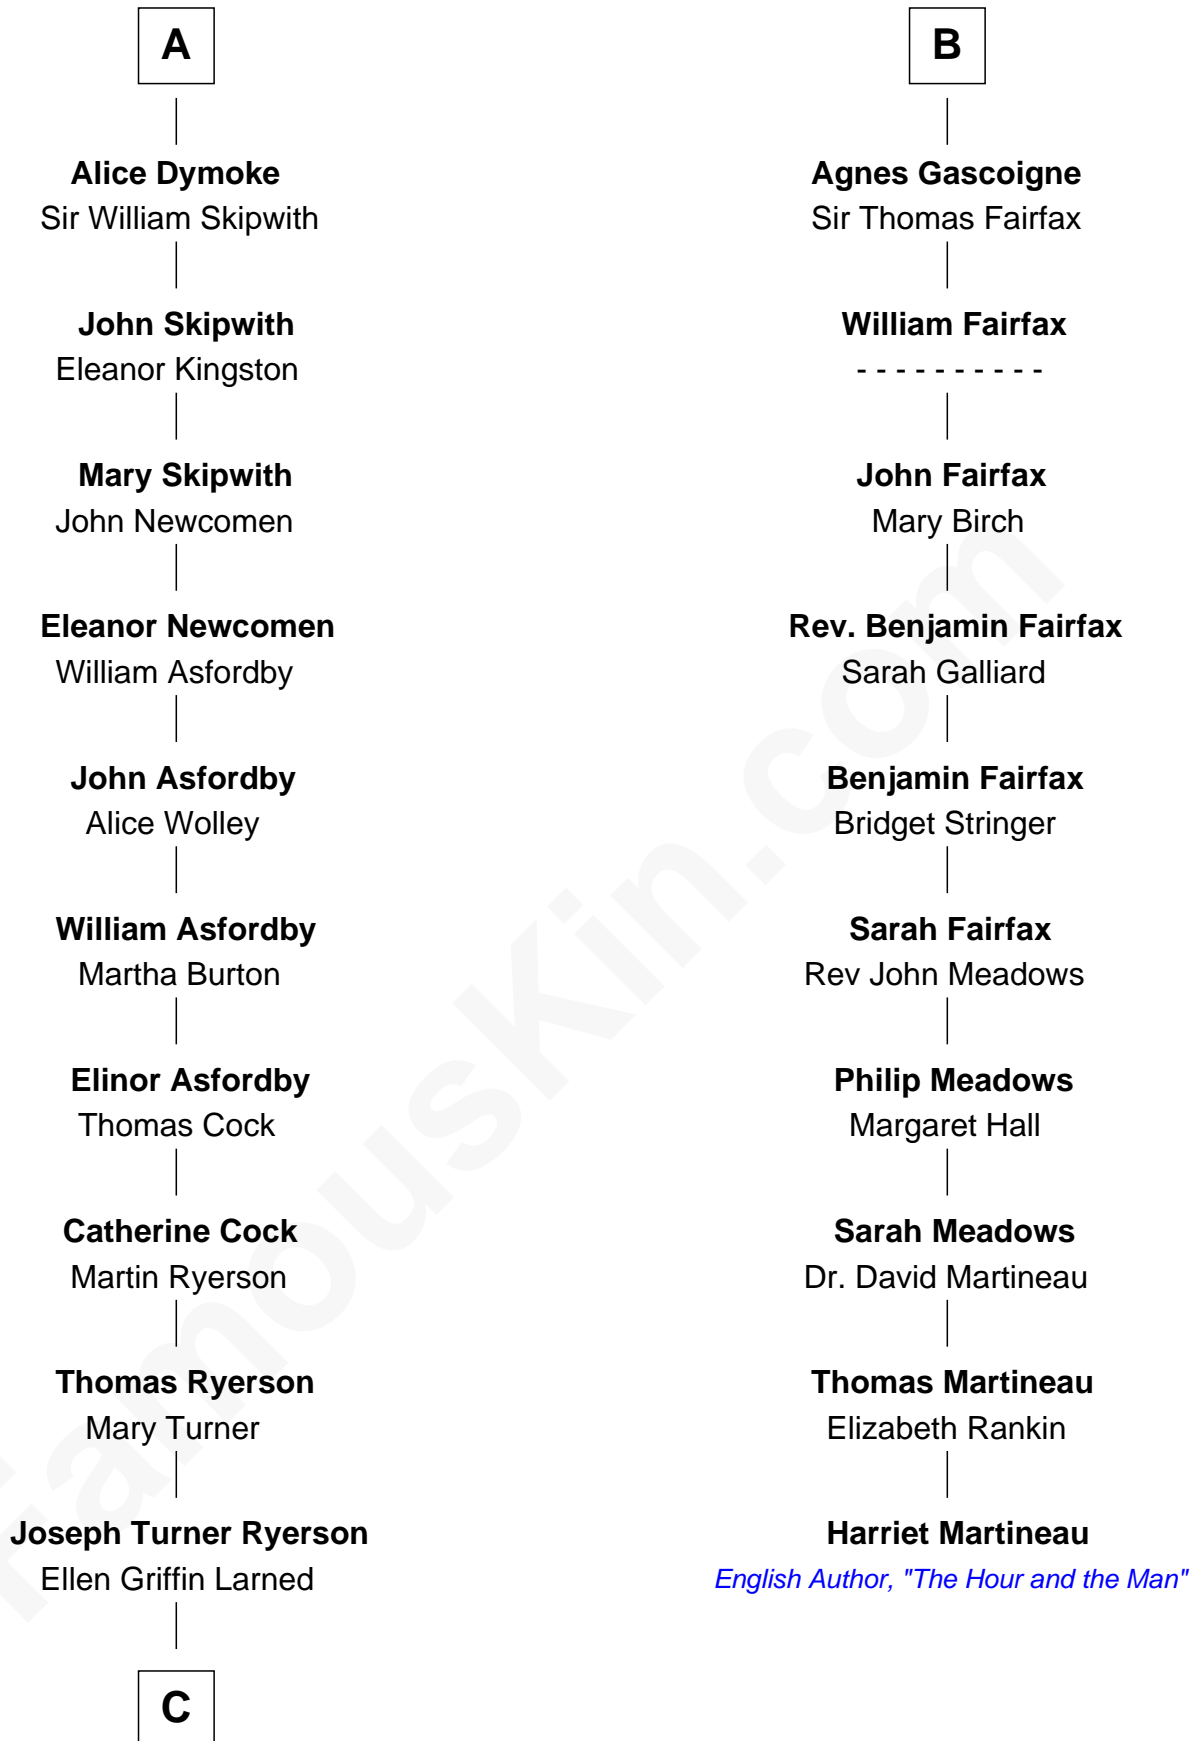 A
Alice Dymoke
Sir William Skipwith
John Skipwith
Eleanor Kingston
Mary Skipwith
John Newcomen
Eleanor Newcomen
William Asfordby
John Asfordby
Alice Wolley
William Asfordby
Martha Burton
Elinor Asfordby
Thomas Cock
Catherine Cock
Martin Ryerson
Thomas Ryerson
Mary Turner
Joseph Turner Ryerson
Ellen Griffin Larned
C
B
Agnes Gascoigne
Sir Thomas Fairfax
William Fairfax
- - - - - - - - - -
John Fairfax
Mary Birch
Rev. Benjamin Fairfax
Sarah Galliard
Benjamin Fairfax
Bridget Stringer
Sarah Fairfax
Rev John Meadows
Philip Meadows
Margaret Hall
Sarah Meadows
Dr. David Martineau
Thomas Martineau
Elizabeth Rankin
Harriet Martineau
English Author, "The Hour and the Man"
FamousKin.com